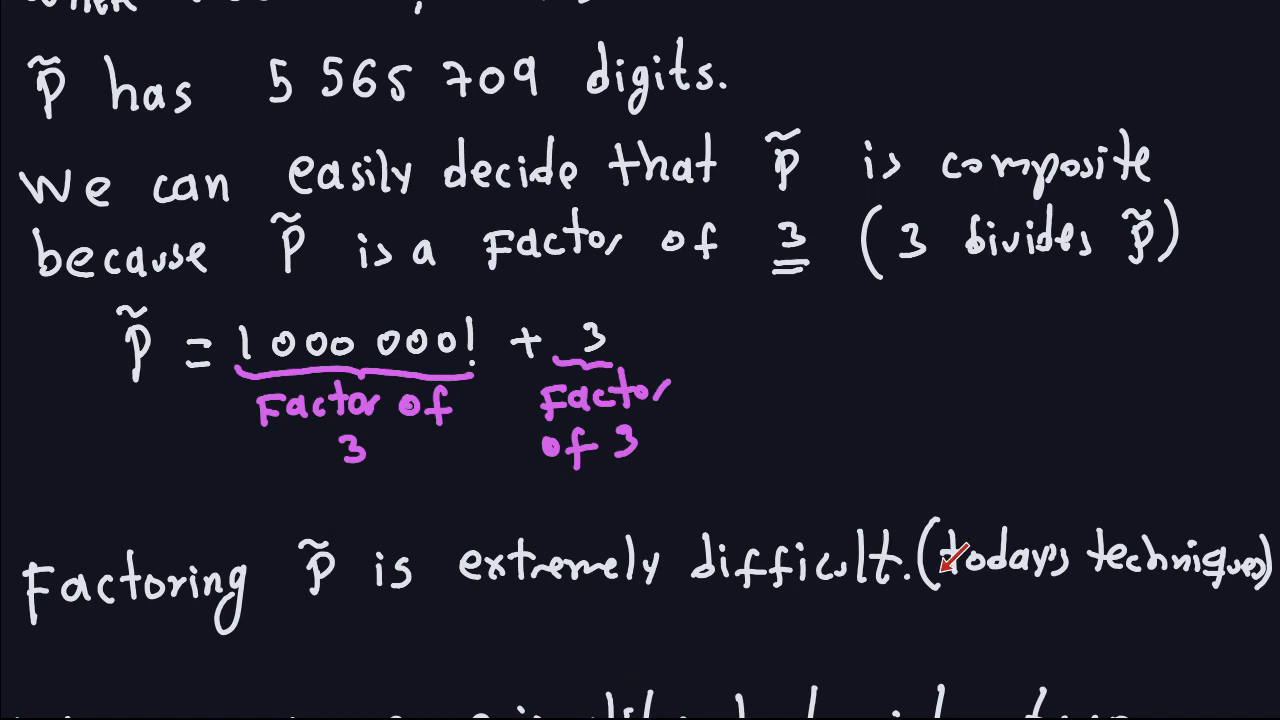 p̃ has 5 565 709 digits.
We can easily decide that p̃ is composite
because p̃ is a Factor of 3 (3 divides p̃)
p̃ = 1 000 000! + 3
Factor of 3
Factor of 3
Factoring p̃ is extremely difficult. (today's techniques)